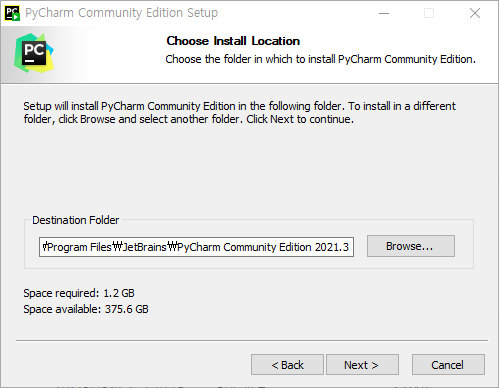 PyCharm Community Edition Setup
PC
Choose Install Location
Choose the folder in which to install PyCharm Community Edition.
Setup will install PyCharm Community Edition in the following folder. To install in a different
folder, click Browse and select another folder. Click Next to continue.
Destination Folder
₩Program Files₩JetBrains₩PyCharm Community Edition 2021.3
Browse...
Space required: 1.2 GB
Space available: 375.6 GB
< Back
Next >
Cancel